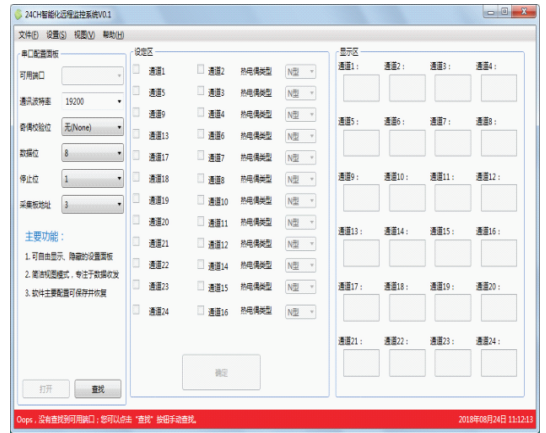 24CH智能化远程监控系统V0.1
文件(F) 设置(S) 视图(V) 帮助(H)
串口配置面板
可用端口
通讯波特率 19200
奇偶校验位 无(None)
数据位 8
停止位 1
采集板地址 3
主要功能：
1. 可自由显示、隐藏的设置面板
2. 简洁视图模式，专注于数据收发
3. 软件主要配置可保存并恢复
打开 查找
设定区
通道1 通道2 热电偶类型 N型
通道5 通道3 热电偶类型 N型
通道9 通道4 热电偶类型 N型
通道13 通道6 热电偶类型 N型
通道17 通道7 热电偶类型 N型
通道18 通道8 热电偶类型 N型
通道19 通道10 热电偶类型 N型
通道20 通道11 热电偶类型 N型
通道21 通道12 热电偶类型 N型
通道22 通道14 热电偶类型 N型
通道23 通道15 热电偶类型 N型
通道24 通道16 热电偶类型 N型
确定
显示区
通道1： 通道2： 通道3： 通道4：
通道5： 通道6： 通道7： 通道8：
通道9： 通道10： 通道11： 通道12：
通道13： 通道14： 通道15： 通道16：
通道17： 通道18： 通道19： 通道20：
通道21： 通道22： 通道23： 通道24：
Oops，没有查找到可用端口；您可以点击“查找”按钮手动查找。 2018年08月24日 11:12:13